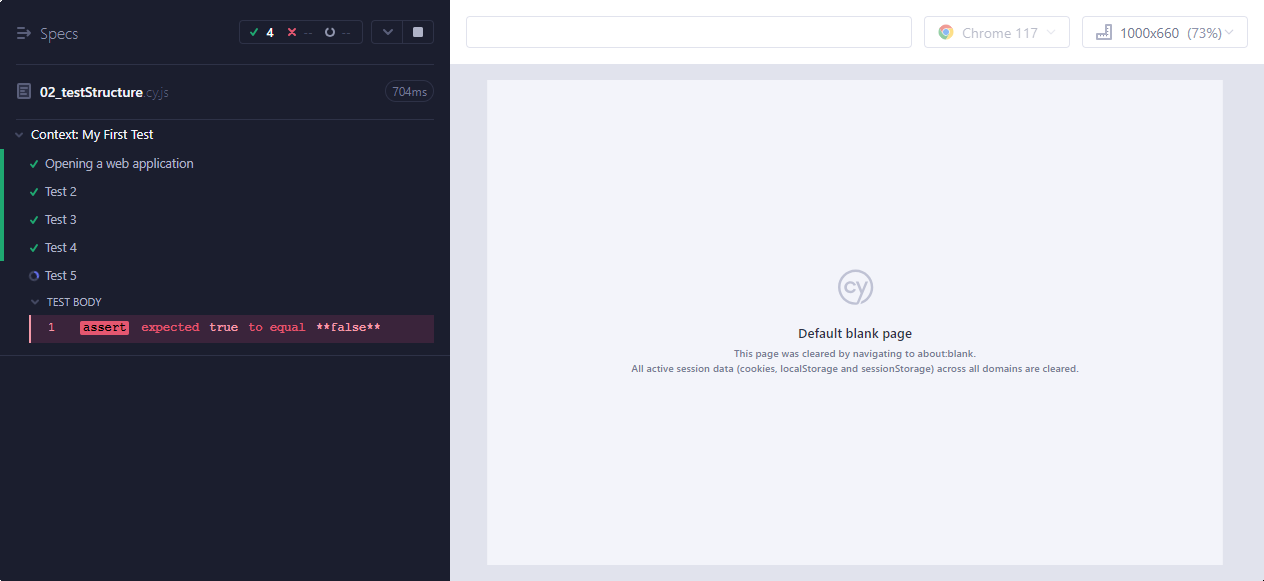 Specs
4 -- --
02_testStructure.cy.js 704ms
Context: My First Test
Opening a web application
Test 2
Test 3
Test 4
Test 5
TEST BODY
1 assert expected true to equal **false**
Chrome 117
1000x660 (73%)
cy
Default blank page
This page was cleared by navigating to about:blank.
All active session data (cookies, localStorage and sessionStorage) across all domains are cleared.